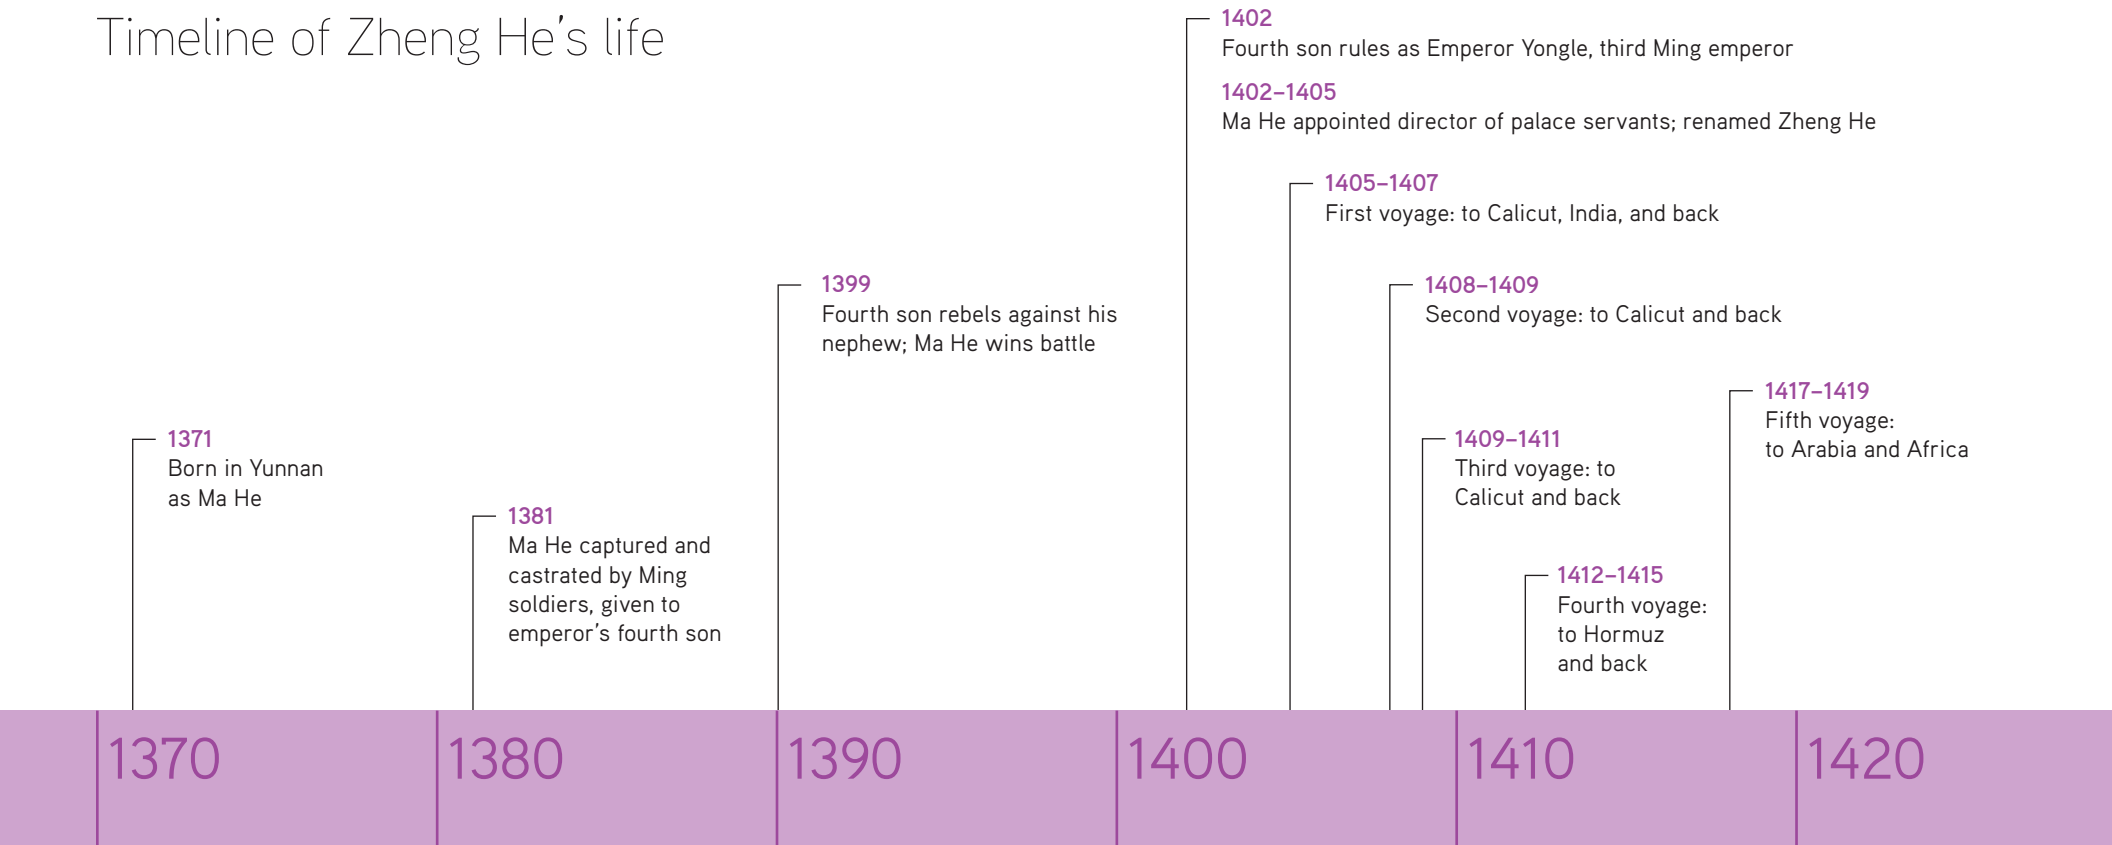 Timeline of Zheng He’s life
1371
Born in Yunnan
as Ma He
1381
Ma He captured and
castrated by Ming
soldiers, given to
emperor’s fourth son
1399
Fourth son rebels against his
nephew; Ma He wins battle
1402
Fourth son rules as Emperor Yongle, third Ming emperor
1402–1405
Ma He appointed director of palace servants; renamed Zheng He
1405–1407
First voyage: to Calicut, India, and back
1408–1409
Second voyage: to Calicut and back
1409–1411
Third voyage: to
Calicut and back
1412–1415
Fourth voyage:
to Hormuz
and back
1417–1419
Fifth voyage:
to Arabia and Africa
1370
1380
1390
1400
1410
1420